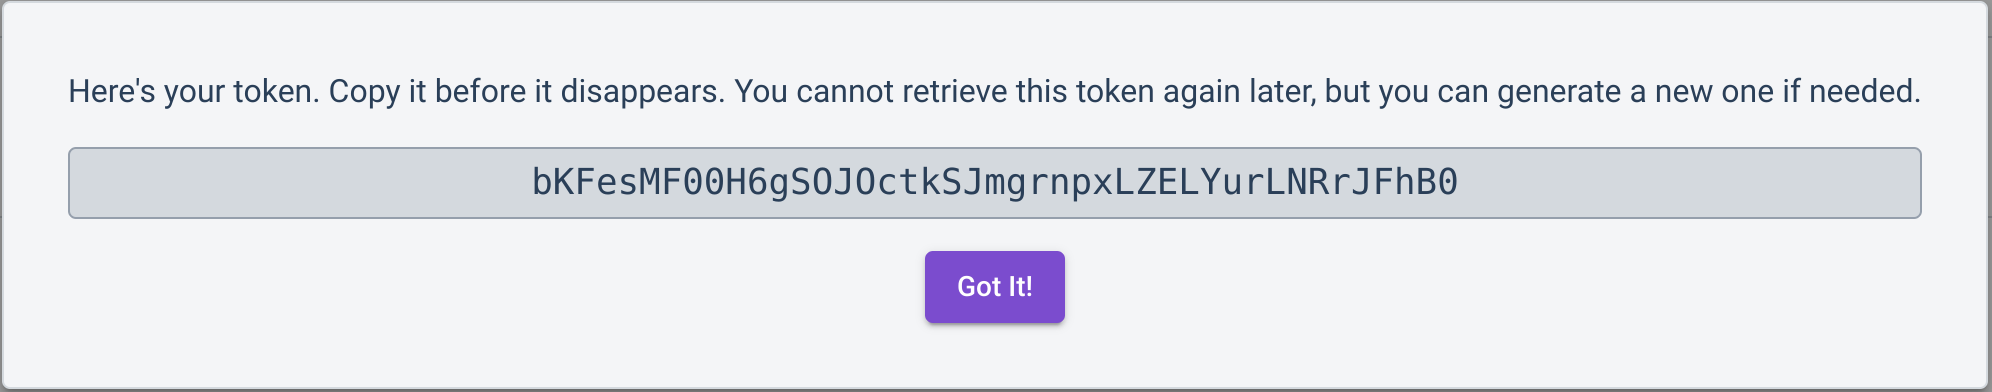 Here's your token. Copy it before it disappears. You cannot retrieve this token again later, but you can generate a new one if needed.
bKFesMF00H6gSOJOctkSJmgrnpxLZELYurLNRrJFhB0
Got It!